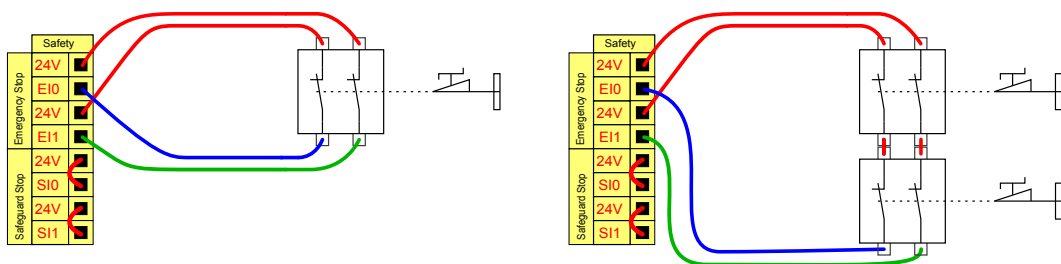 Safety
Emergency Stop
24V
EI0
24V
EI1
Safeguard Stop
24V
SI0
24V
SI1
Safety
Emergency Stop
24V
EI0
24V
EI1
Safeguard Stop
24V
SI0
24V
SI1